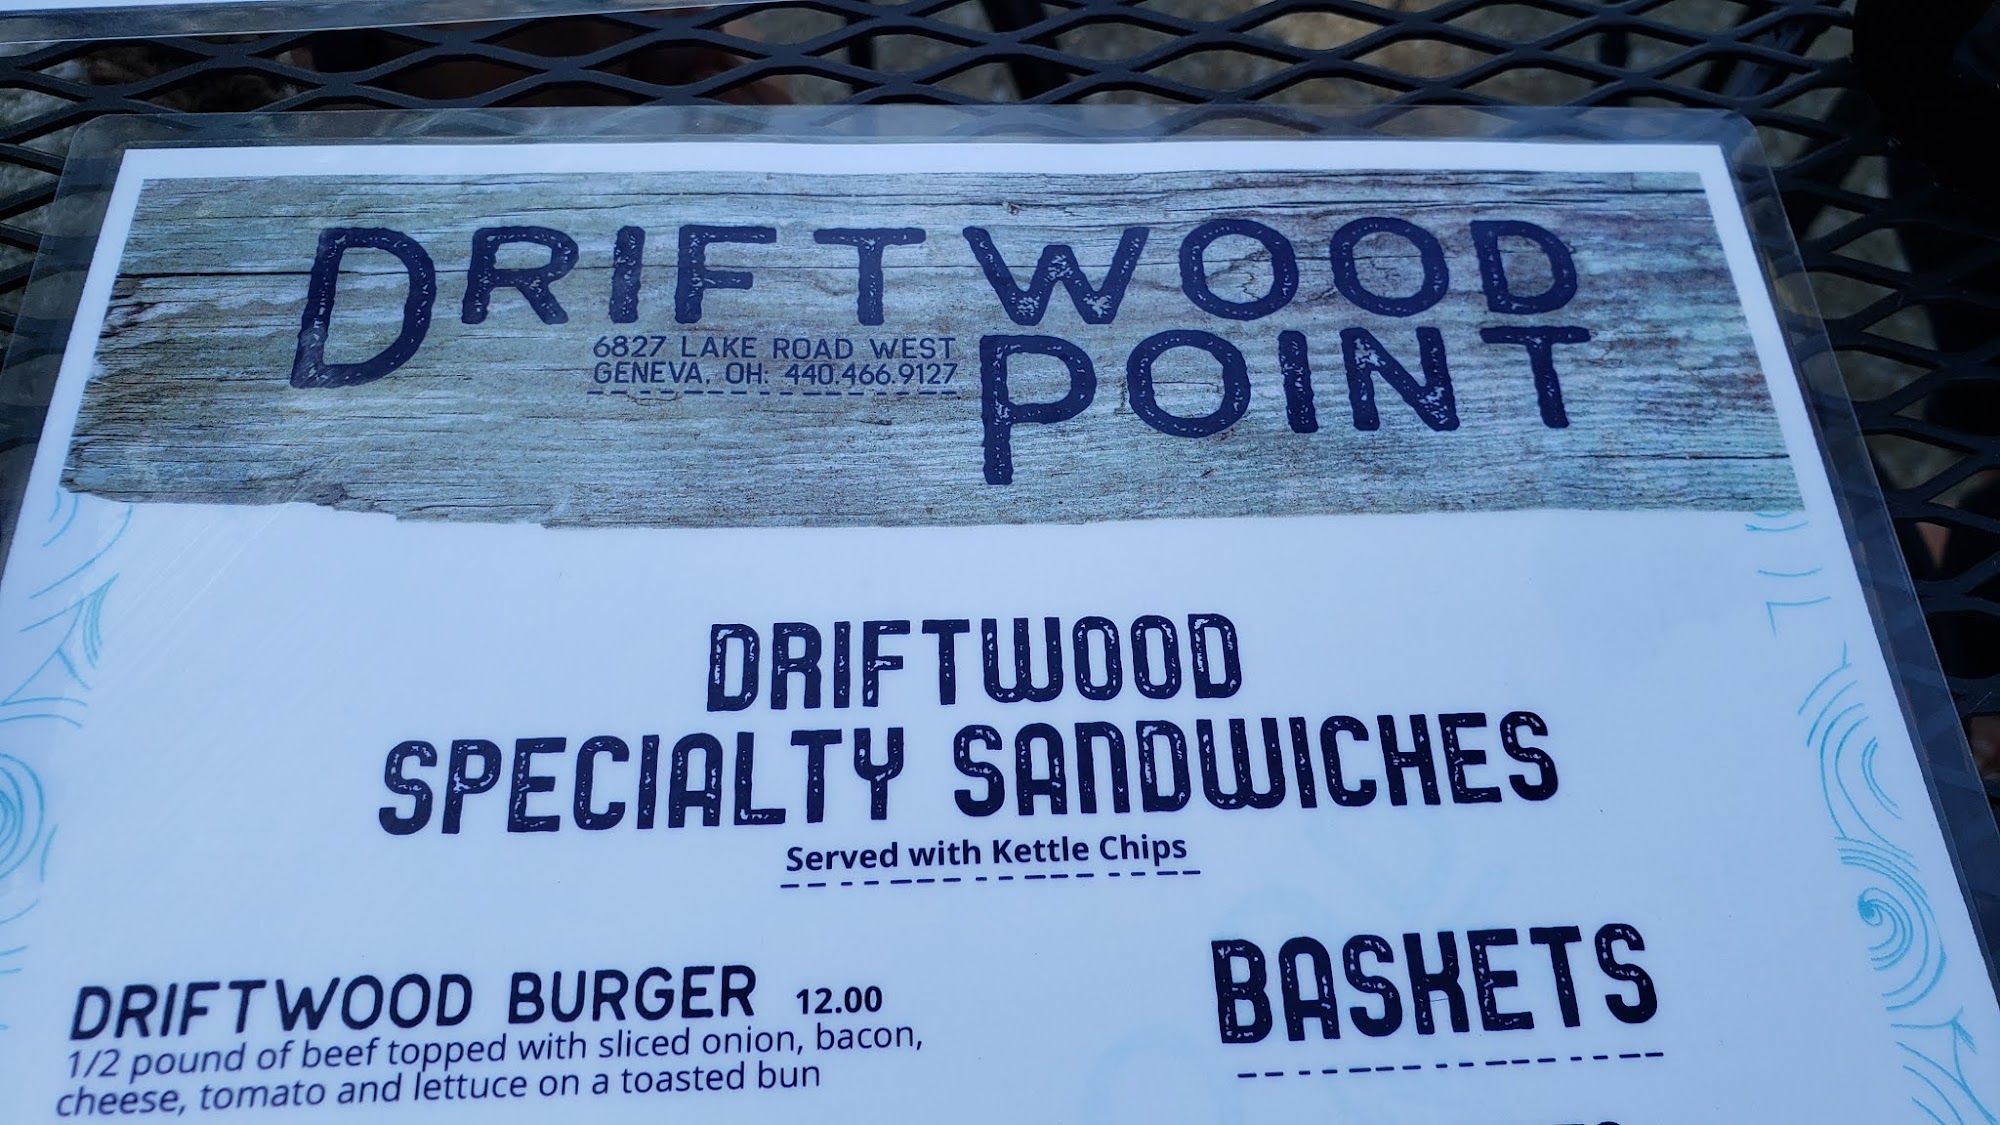 DRIFTWOOD
POINT
6827 LAKE ROAD WEST
GENEVA, OH: 440.466.9127
DRIFTWOOD
SPECIALTY SANDWICHES
Served with Kettle Chips
DRIFTWOOD BURGER 12.00
1/2 pound of beef topped with sliced onion, bacon,
cheese, tomato and lettuce on a toasted bun
BASKETS